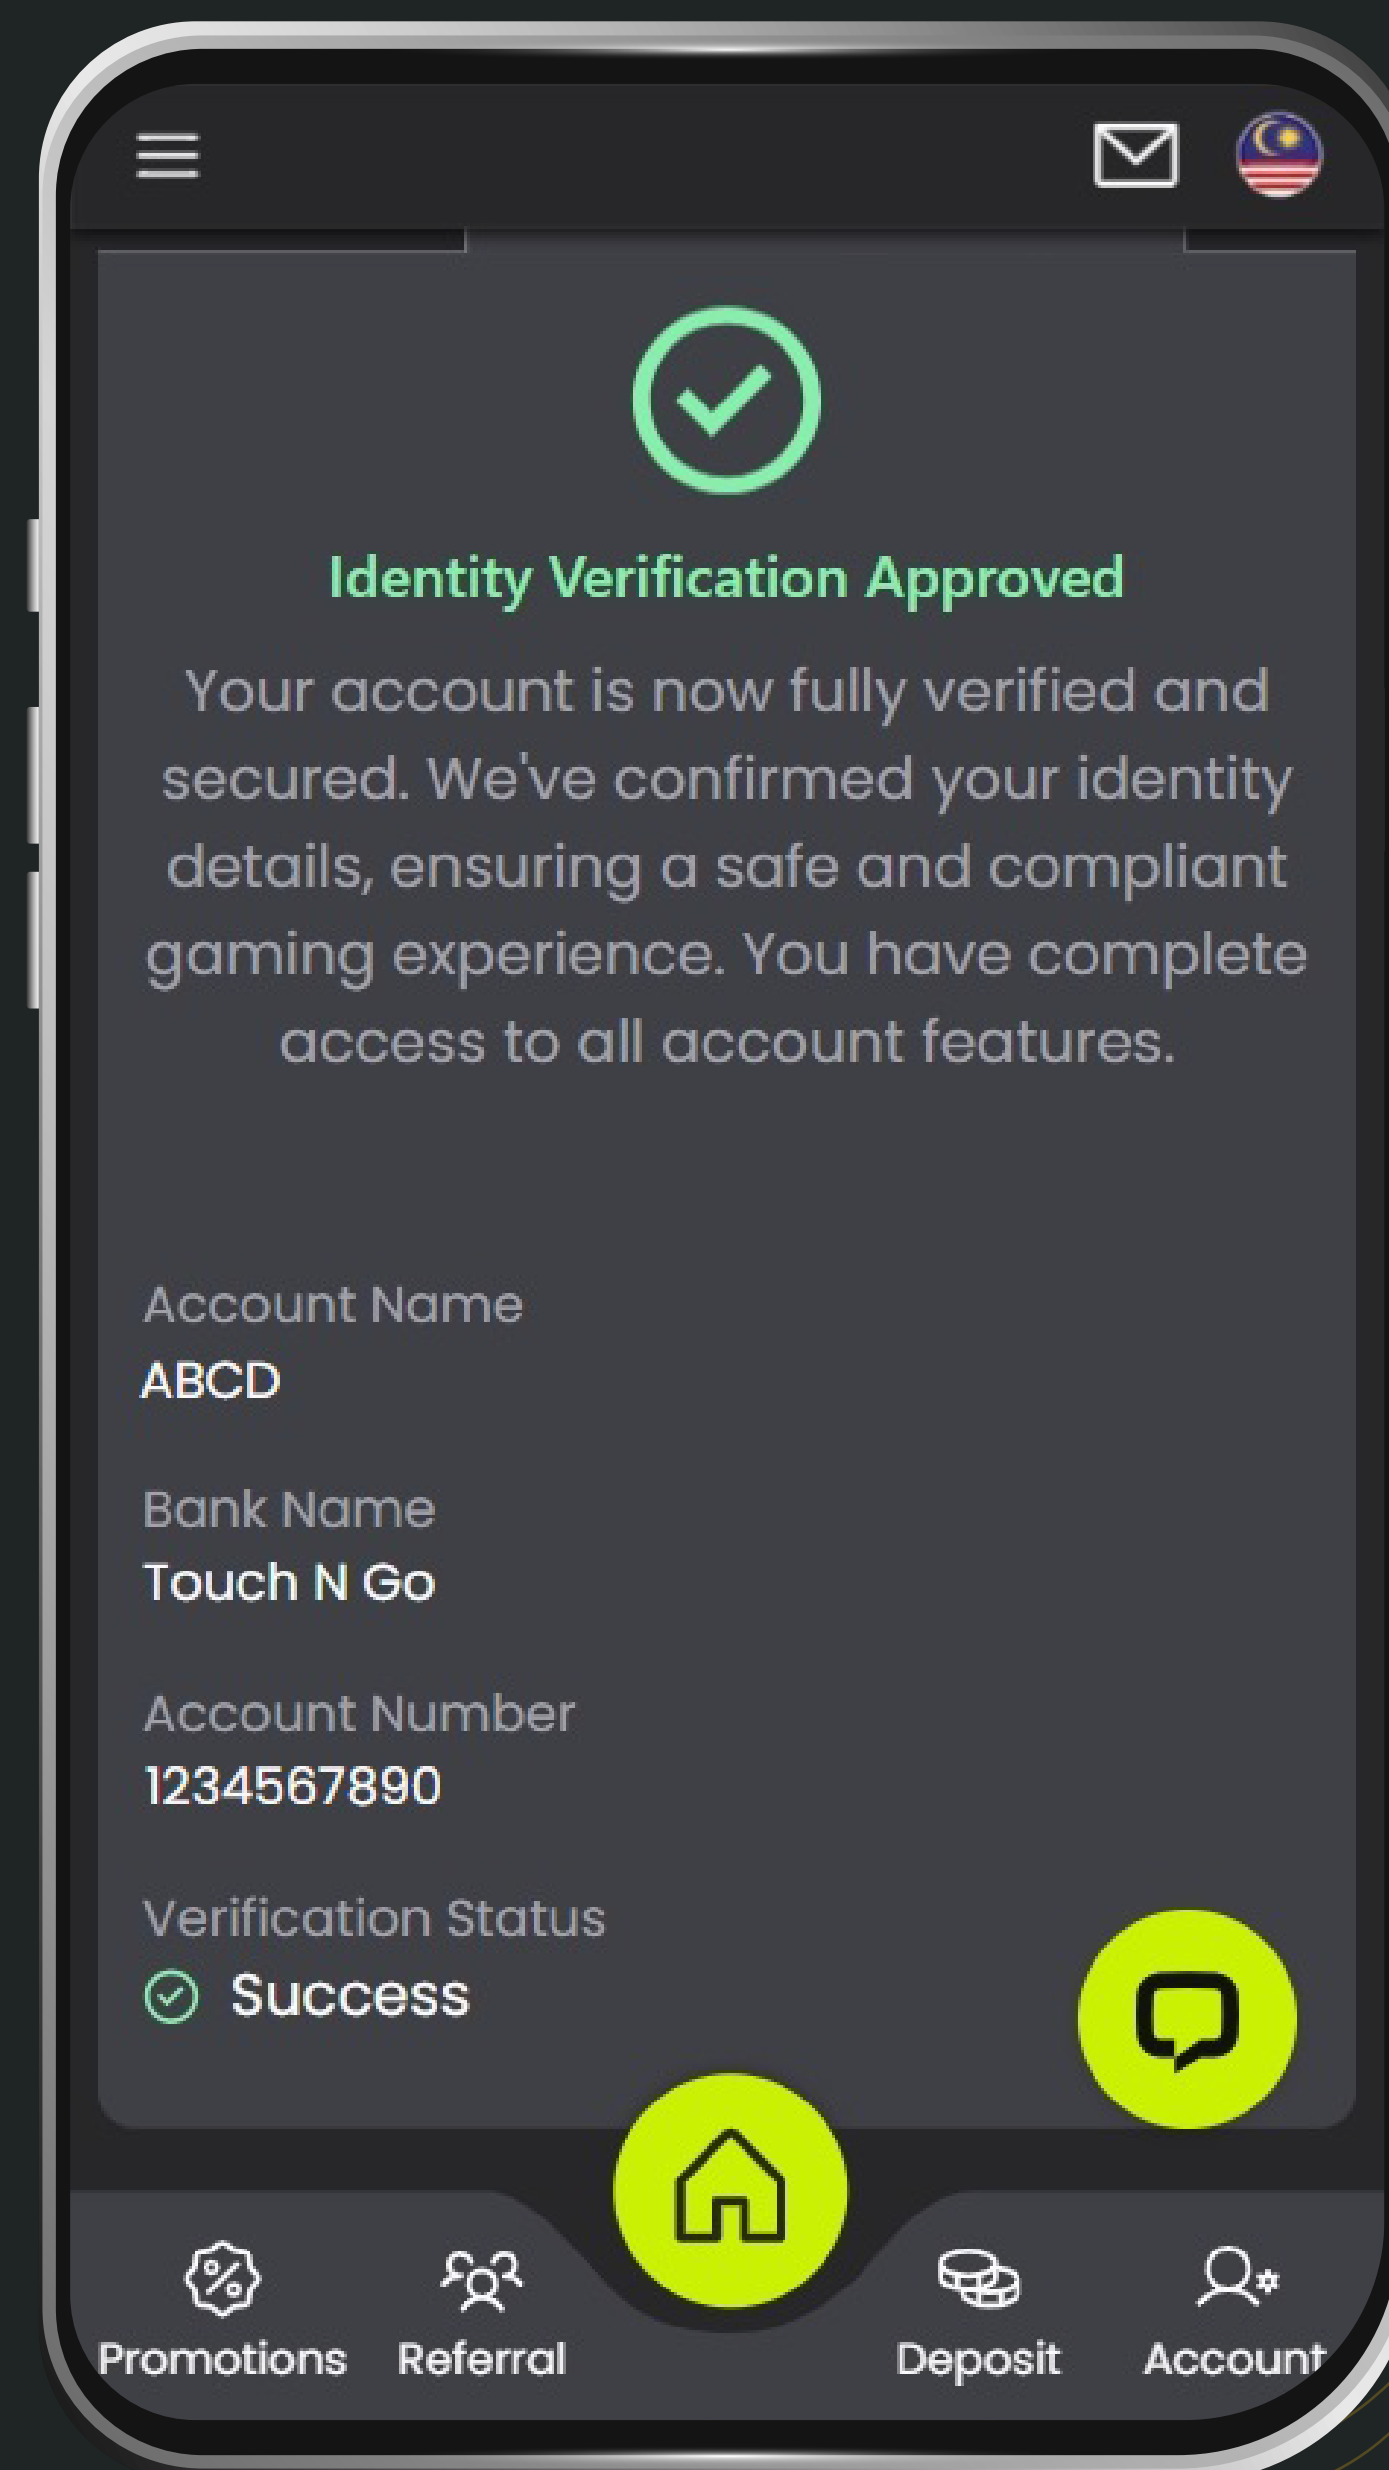 Identity Verification Approved
Your account is now fully verified and
secured. We've confirmed your identity
details, ensuring a safe and compliant
gaming experience. You have complete
access to all account features.
Account Name
ABCD
Bank Name
Touch N Go
Account Number
1234567890
Verification Status
Success
Promotions Referral Deposit Account